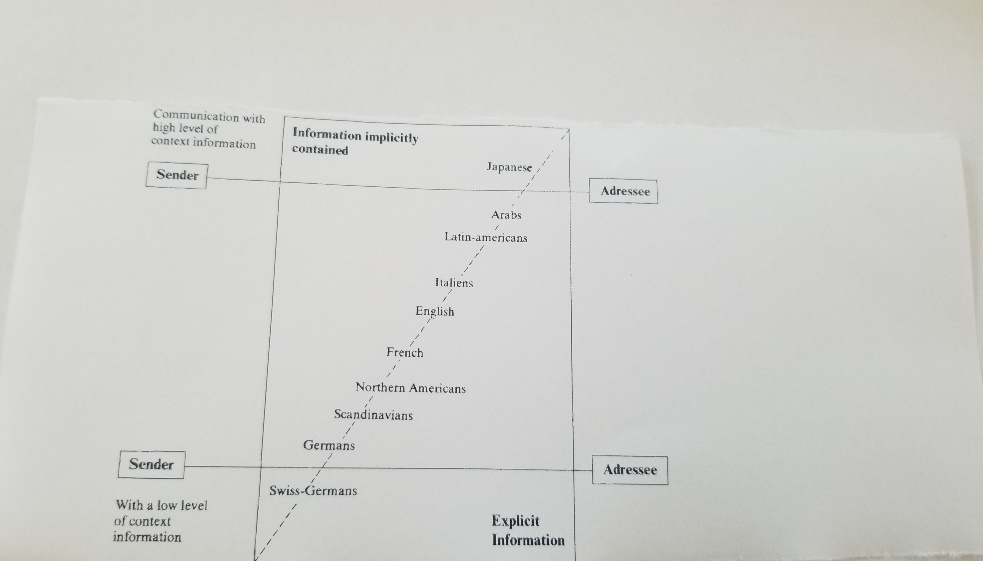 Communication with
high level of
context information
Information implicitly
contained
Japanese
Sender
Adressee
Arabs
Latin-americans
Italiens
English
French
Northern Americans
Scandinavians
Germans
Sender
Adressee
Swiss-Germans
With a low level
of context
information
Explicit
Information